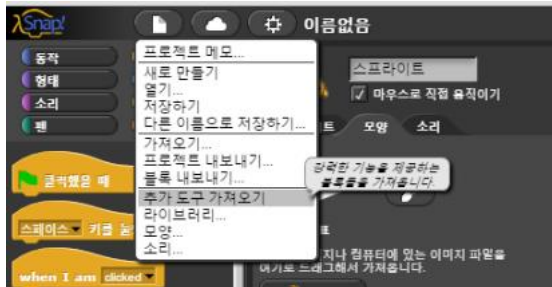 Snap!
이름없음
동작
형태
소리
펜
프로젝트 메모...
새로 만들기
열기...
저장하기
다른 이름으로 저장하기...
가져오기...
프로젝트 내보내기...
블록 내보내기...
추가 도구 가져오기
라이브러리...
모양...
소리...
스프라이트
마우스로 직접 움직이기
트
모양
소리
강력한 기능을 제공하는
블록들을 가져옵니다.
클릭했을 때
스페이스 키를 눌
when I am clicked
지나 컴퓨터에 있는 이미지 파일을
여기로 드래그해서 가져옵니다.